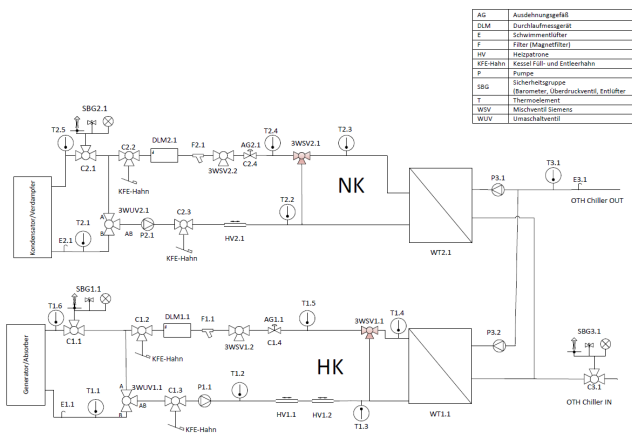 AG Ausdehnungsgefäß
DLM Durchlaufmessgerät
E Schwimmentlüfter
F Filter (Magnetfilter)
HV Heizpatrone
KFE-Hahn Kessel Füll- und Entleerhahn
P Pumpe
SBG Sicherheitsgruppe
(Barometer, Überdruckventil, Entlüfter
T Thermoelement
WSV Mischventil Siemens
WUV Umschaltventil
SBG2.1
T2.5
C2.2
DLM2.1
F2.1
T2.4
AG2.1
3WSV2.1
T2.3
C2.1
C2.4
3WSV2.2
KFE-Hahn
T3.1
P3.1
E3.1
NK
OTH Chiller OUT
Kondensator/Verdampfer
A
3WUV2.1
C2.3
T2.2
T2.1
E2.1
B
AB
P2.1
HV2.1
KFE-Hahn
WT2.1
SBG1.1
T1.6
C1.2
DLM1.1
F1.1
AG1.1
T1.5
3WSV1.1
T1.4
C1.1
C1.4
3WSV1.2
P3.2
SBG3.1
KFE-Hahn
HK
Generator/Absorber
A
3WUV1.1
C1.3
P1.1
T1.2
T1.1
E1.1
B
AB
HV1.1
HV1.2
T1.3
KFE-Hahn
WT1.1
C3.1
OTH Chiller IN